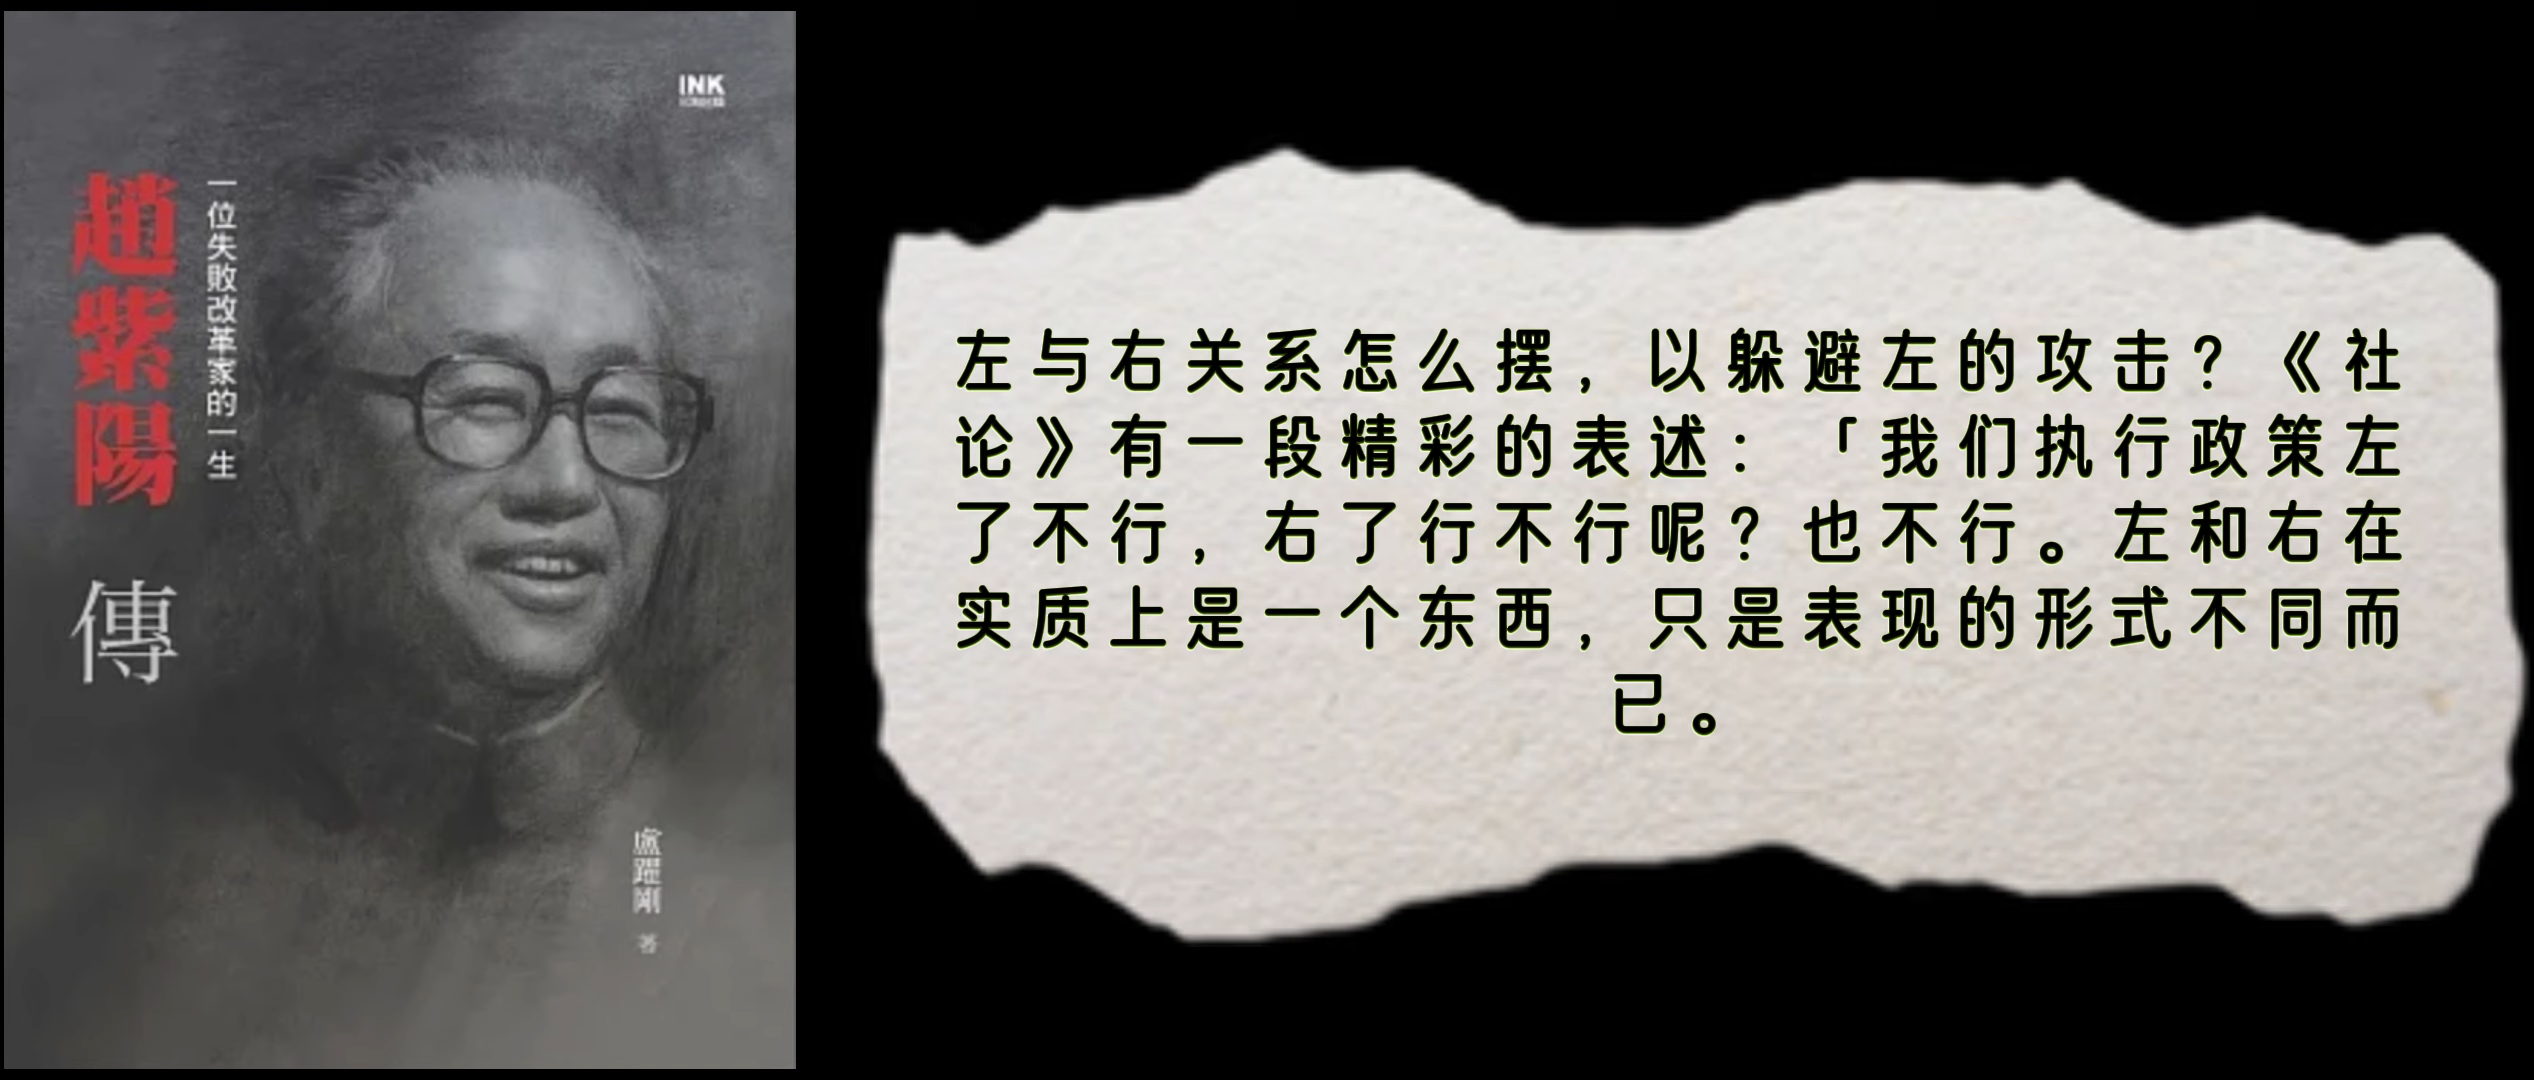 INK
趙紫陽 傳
一位失敗改革家的一生
盧躍剛 著
左与右关系怎么摆，以躲避左的攻击？《社
论》有一段精彩的表述：「我们执行政策左
了不行，右了行不行呢？也不行。左和右在
实质上是一个东西，只是表现的形式不同而
已。